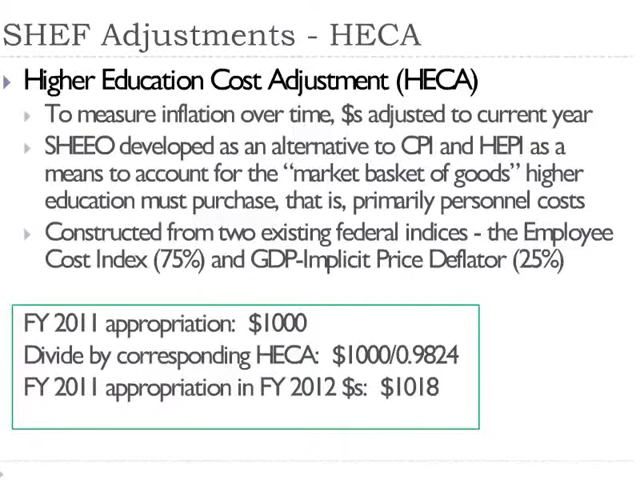 SHEF Adjustments - HECA
Higher Education Cost Adjustment (HECA)
To measure inflation over time, $s adjusted to current year
SHEEO developed as an alternative to CPI and HEPI as a
means to account for the “market basket of goods” higher
education must purchase, that is, primarily personnel costs
Constructed from two existing federal indices - the Employee
Cost Index (75%) and GDP-Implicit Price Deflator (25%)
FY 2011 appropriation: $1000
Divide by corresponding HECA: $1000/0.9824
FY 2011 appropriation in FY 2012 $s: $1018